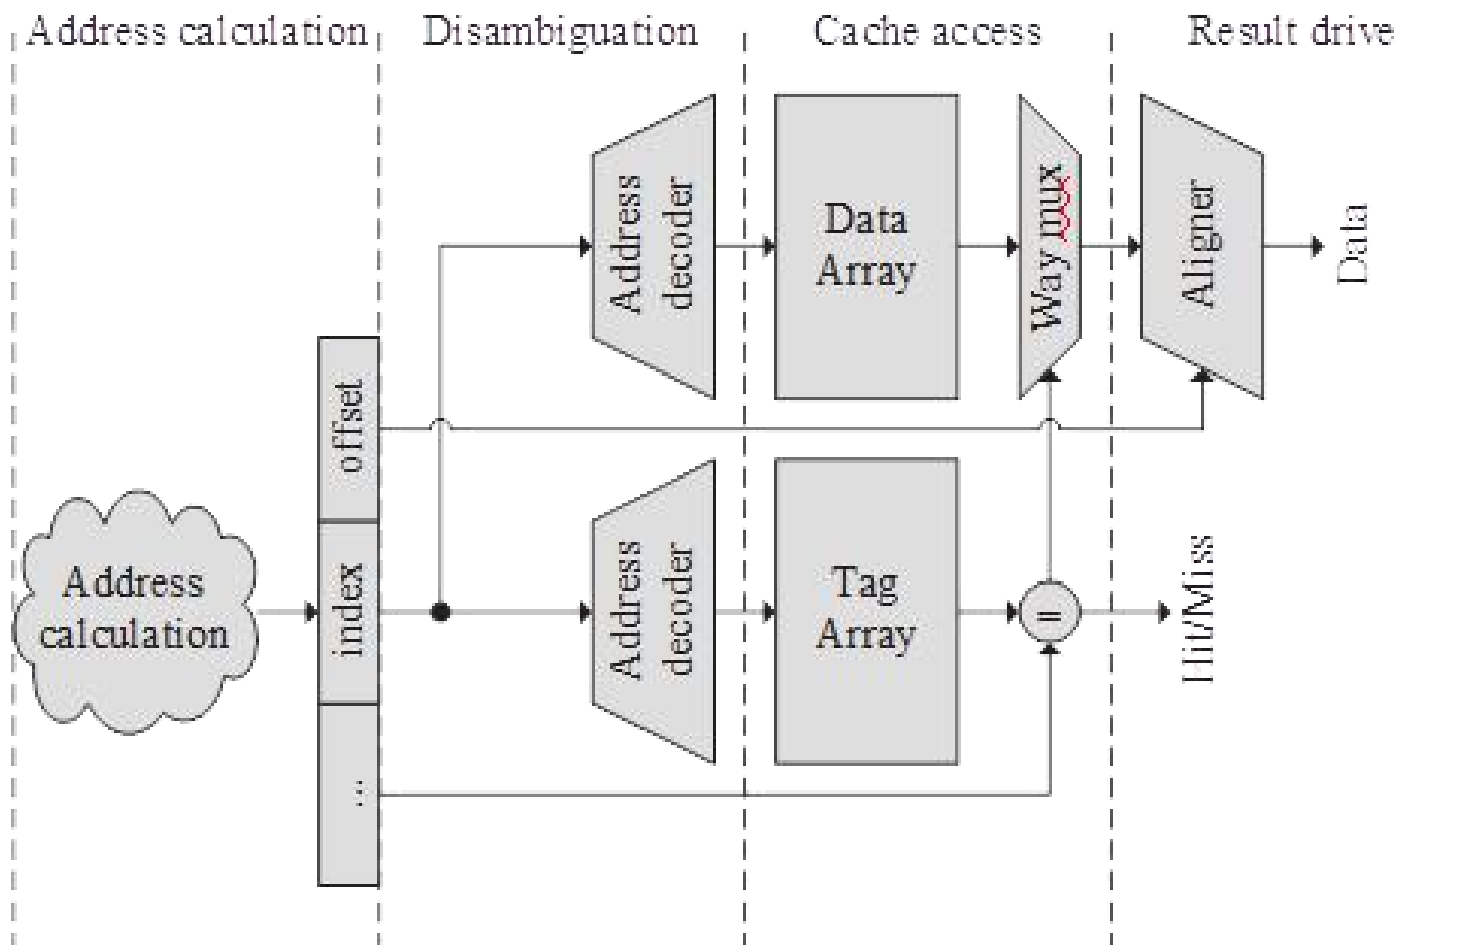 Address calculation
Disambiguation
Cache access
Result drive
Address
decoder
Data
Array
Way mux
Aligner
Data
offset
index
...
Address
calculation
Address
decoder
Tag
Array
=
Hit/Miss